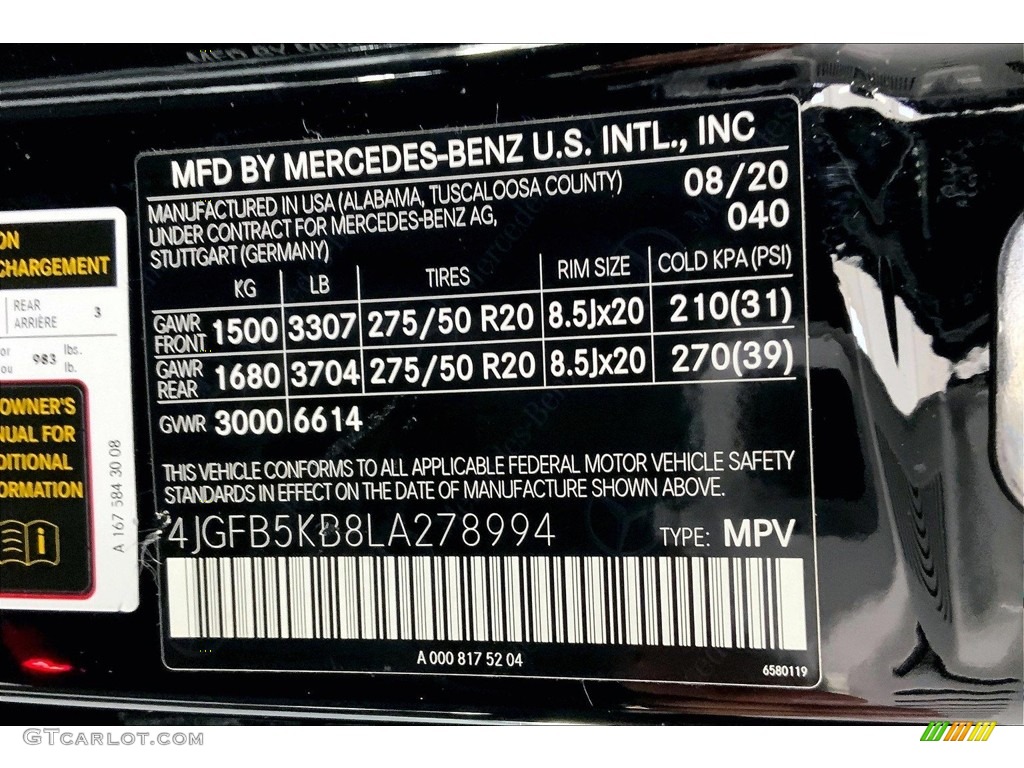 MFD BY MERCEDES-BENZ U.S. INTL., INC
MANUFACTURED IN USA (ALABAMA, TUSCALOOSA COUNTY)
UNDER CONTRACT FOR MERCEDES-BENZ AG,
STUTTGART (GERMANY)
08/20
040
KG LB TIRES RIM SIZE COLD KPA (PSI)
GAWR FRONT 1500 3307 275/50 R20 8.5Jx20 210(31)
GAWR REAR 1680 3704 275/50 R20 8.5Jx20 270(39)
GVWR 3000 6614
THIS VEHICLE CONFORMS TO ALL APPLICABLE FEDERAL MOTOR VEHICLE SAFETY
STANDARDS IN EFFECT ON THE DATE OF MANUFACTURE SHOWN ABOVE.
*4JGFB5KB8LA278994 TYPE: MPV
A 000 817 52 04
6580119
CHARGEMENT
REAR
ARRIÈRE 3
or
ou 983 lbs.
lb.
OWNER'S
FOR
A 167 584 30 08
GTCARLOT.COM